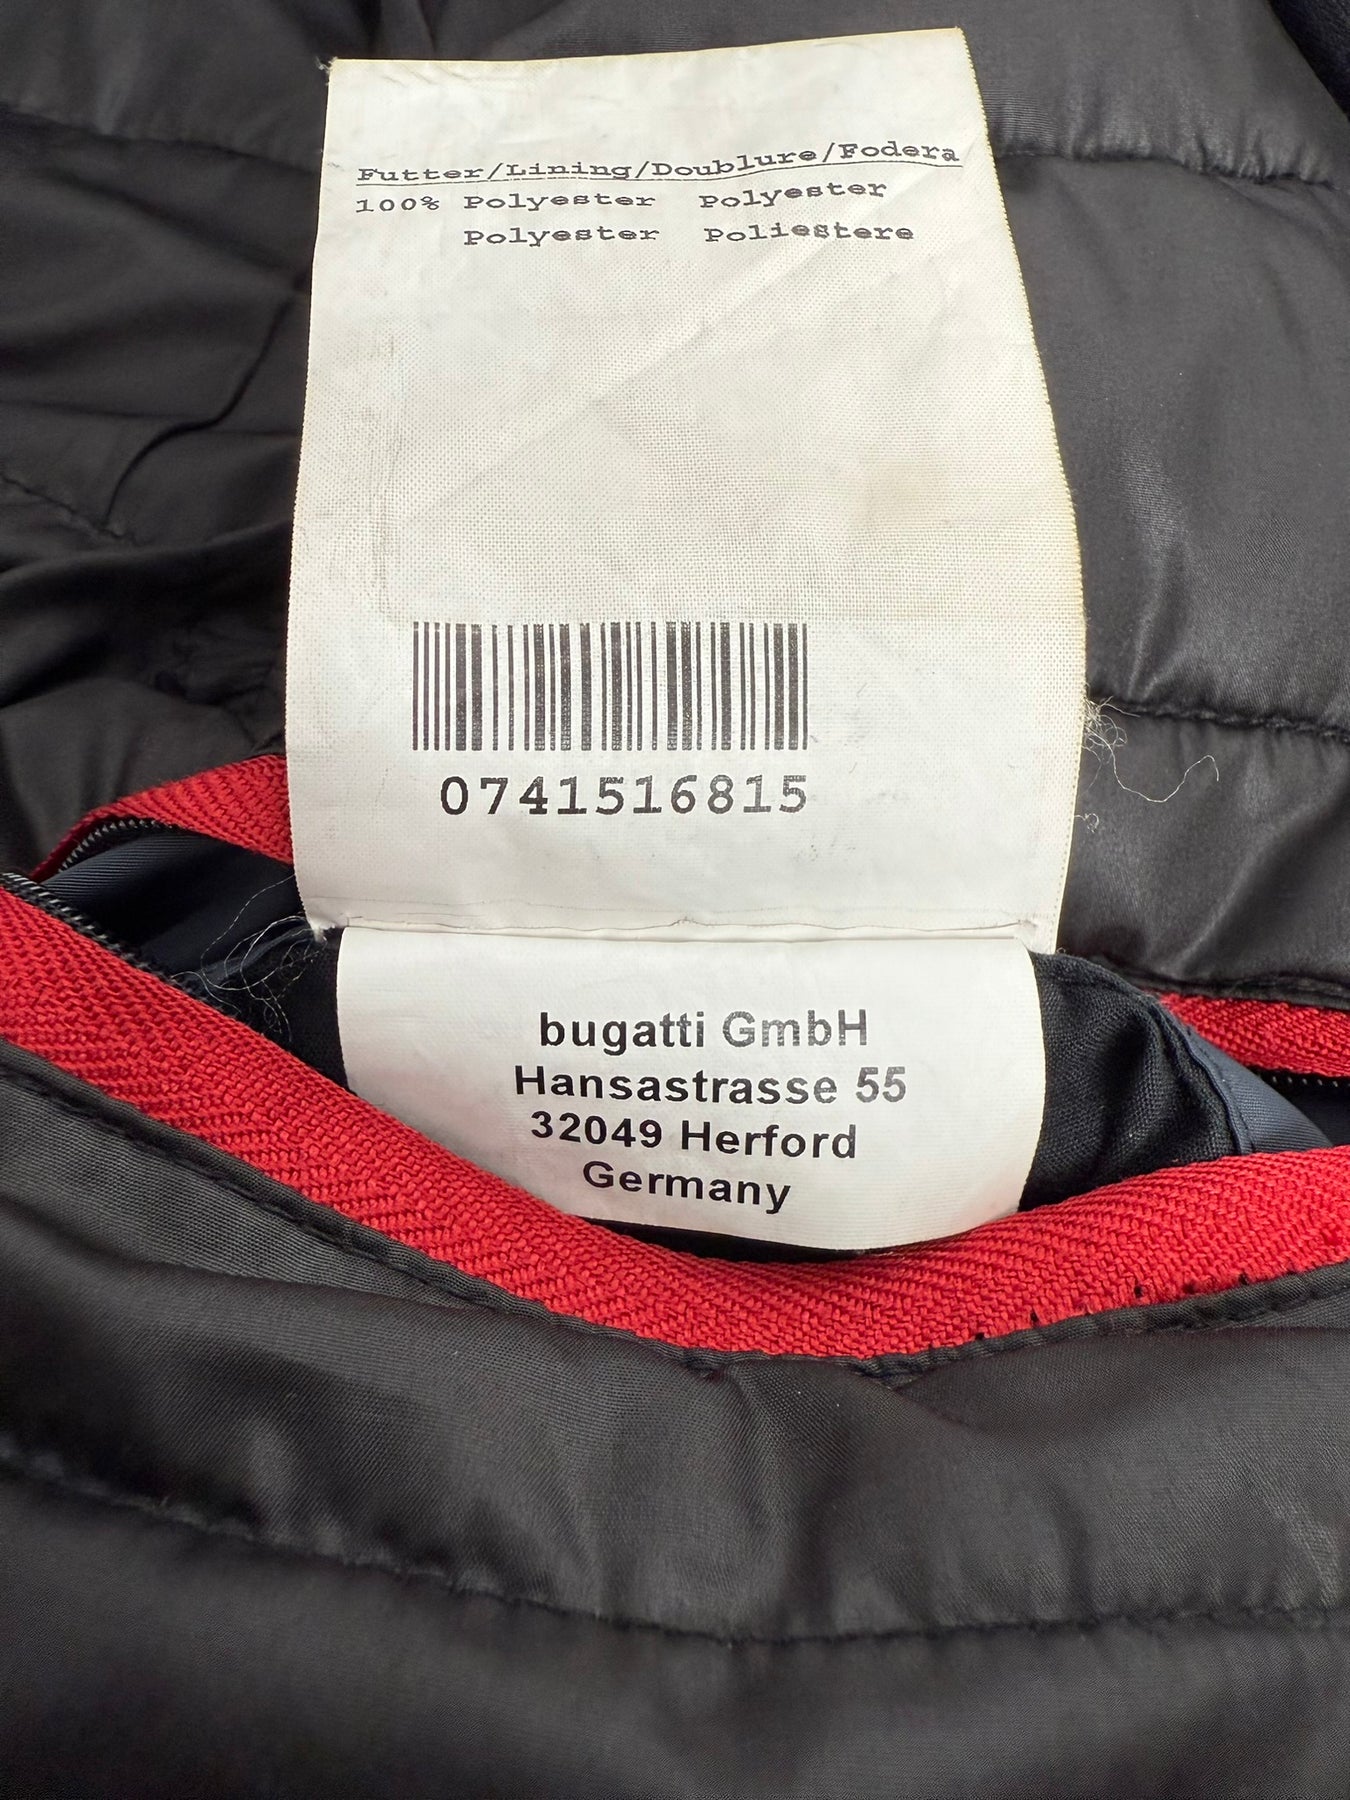 Futter/Lining/Doublure/Fodera
100% Polyester Polyester
Polyester Poliestere
0741516815
bugatti GmbH
Hansastrasse 55
32049 Herford
Germany